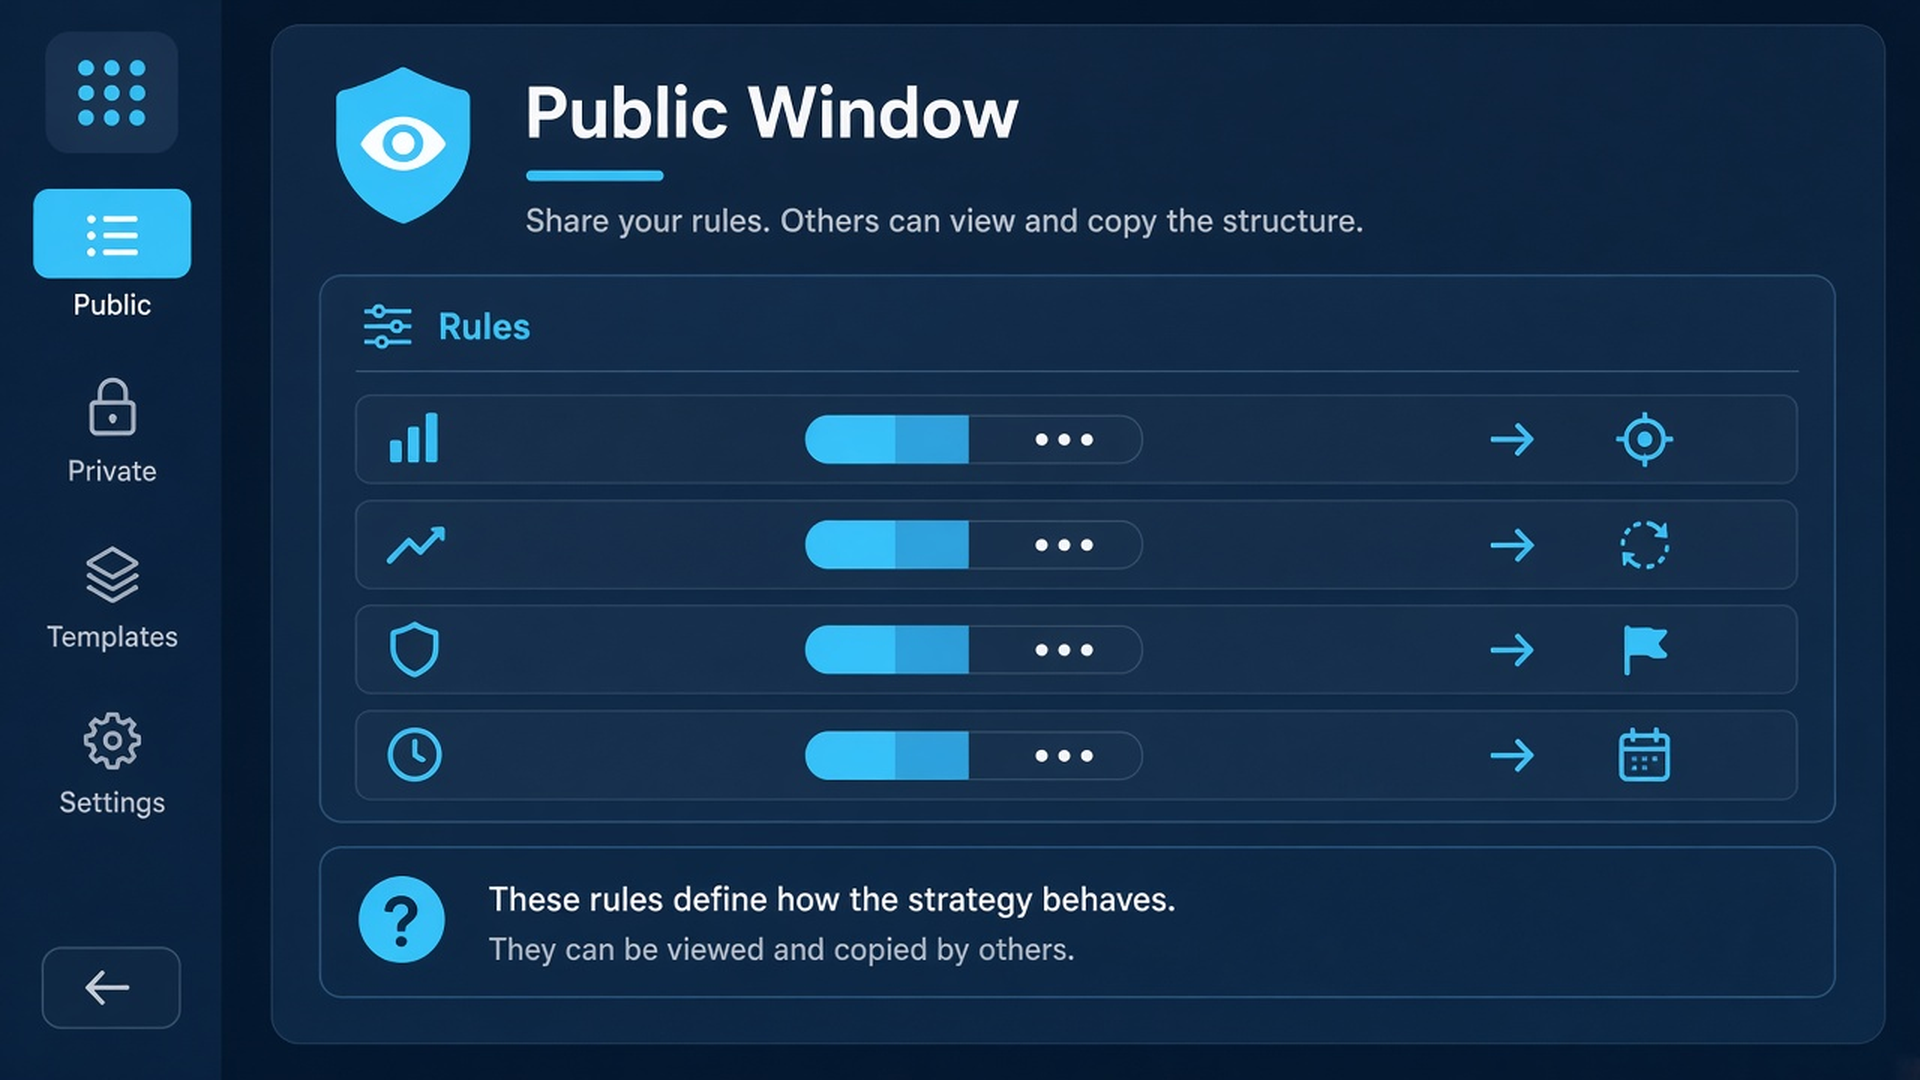 Public Window
Share your rules. Others can view and copy the structure.
Public
Private
Templates
Settings
Rules
These rules define how the strategy behaves.
They can be viewed and copied by others.